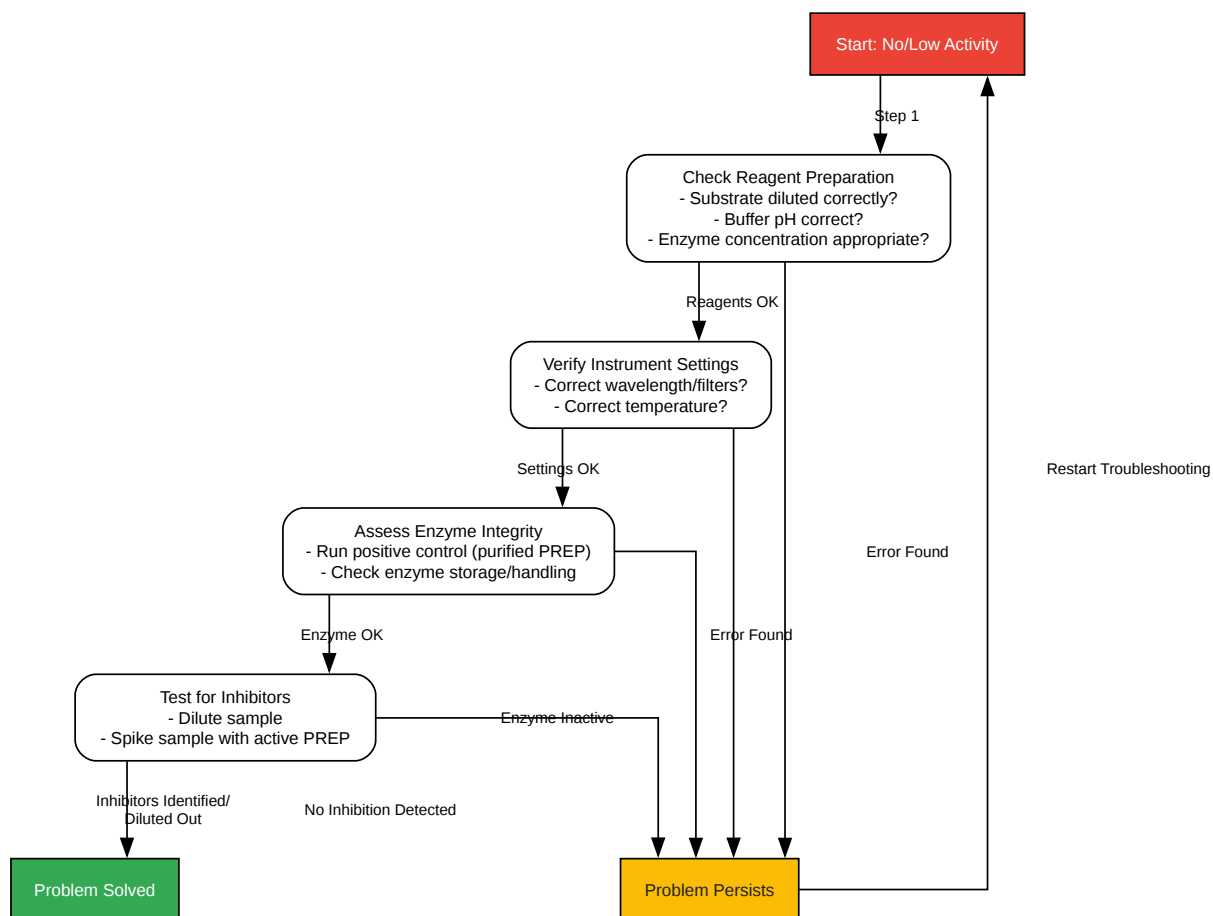 Start: No/Low Activity
Step 1
Check Reagent Preparation
- Substrate diluted correctly?
- Buffer pH correct?
- Enzyme concentration appropriate?
Reagents OK
Verify Instrument Settings
- Correct wavelength/filters?
- Correct temperature?
Settings OK
Restart Troubleshooting
Assess Enzyme Integrity
- Run positive control (purified PREP)
- Check enzyme storage/handling
Error Found
Enzyme OK
Error Found
Test for Inhibitors
- Dilute sample
- Spike sample with active PREP
Enzyme Inactive
Inhibitors Identified/
Diluted Out
No Inhibition Detected
Problem Solved
Problem Persists